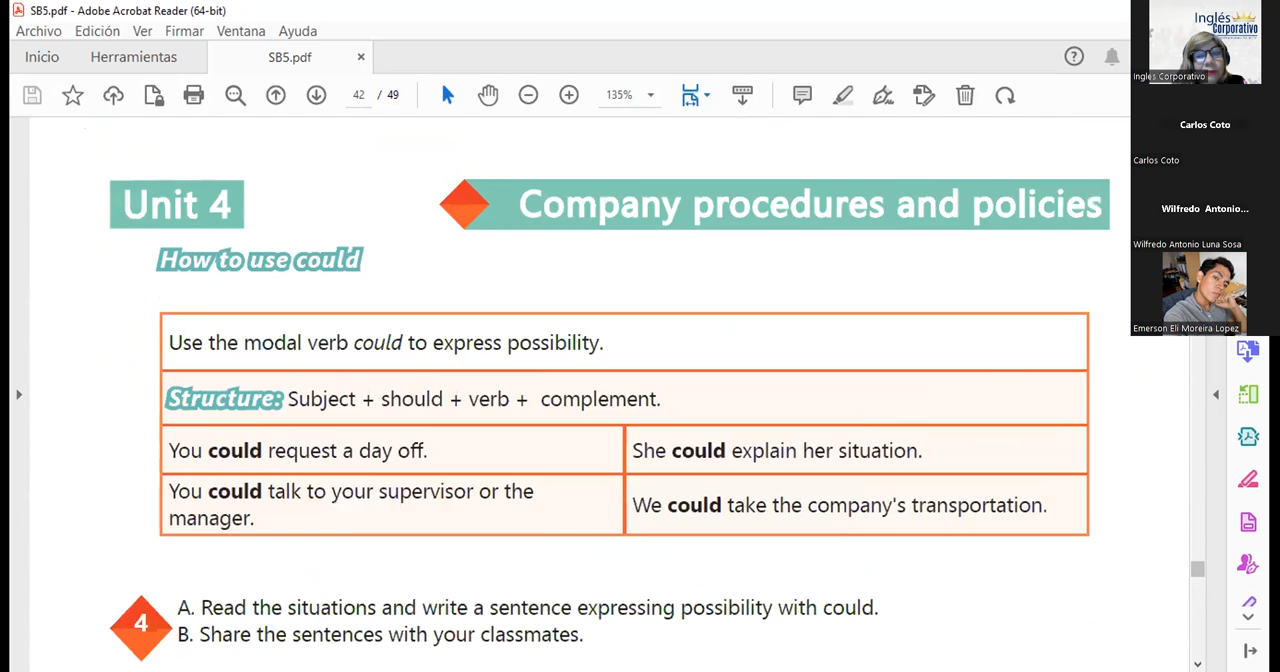 SB5.pdf - Adobe Acrobat Reader (64-bit)
Archivo Edición Ver Firmar Ventana Ayuda
Inicio Herramientas SB5.pdf ×
42 / 49 135%
Unit 4
Company procedures and policies
How to use could
Use the modal verb could to express possibility.
Structure: Subject + should + verb + complement.
You could request a day off.
She could explain her situation.
You could talk to your supervisor or the
manager.
We could take the company's transportation.
4
A. Read the situations and write a sentence expressing possibility with could.
B. Share the sentences with your classmates.
Inglés
Corporativo
Ingles Corporativo
Carlos Coto
Carlos Coto
Wilfredo Antonio...
Wilfredo Antonio Luna Sosa
Emerson Eli Moreira Lopez